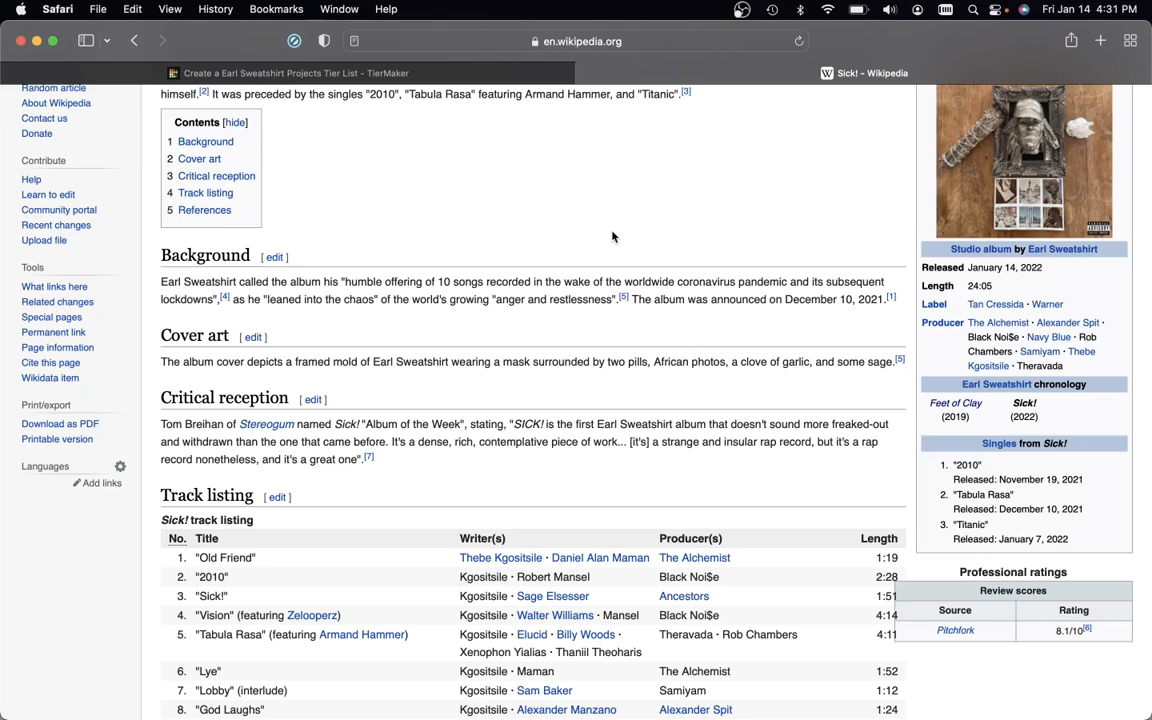 Safari File Edit View History Bookmarks Window Help Fri Jan 14 4:31 PM
en.wikipedia.org
Create a Earl Sweatshirt Projects Tier List - TierMaker
W Sick! - Wikipedia
Random article
About Wikipedia
Contact us
Donate
Contribute
Help
Learn to edit
Community portal
Recent changes
Upload file
Tools
What links here
Related changes
Special pages
Permanent link
Page information
Cite this page
Wikidata item
Print/export
Download as PDF
Printable version
Languages
Add links
himself.[2] It was preceded by the singles "2010", "Tabula Rasa" featuring Armand Hammer, and "Titanic".[3]
Contents [hide]
1 Background
2 Cover art
3 Critical reception
4 Track listing
5 References
Background [ edit ]
Earl Sweatshirt called the album his "humble offering of 10 songs recorded in the wake of the worldwide coronavirus pandemic and its subsequent
lockdowns",[4] as he "leaned into the chaos" of the world's growing "anger and restlessness".[5] The album was announced on December 10, 2021.[1]
Cover art [ edit ]
The album cover depicts a framed mold of Earl Sweatshirt wearing a mask surrounded by two pills, African photos, a clove of garlic, and some sage.[5]
Critical reception [ edit ]
Tom Breihan of Stereogum named Sick! "Album of the Week", stating, "SICK! is the first Earl Sweatshirt album that doesn't sound more freaked-out
and withdrawn than the one that came before. It's a dense, rich, contemplative piece of work... [it's] a strange and insular rap record, but it's a rap
record nonetheless, and it's a great one".[7]
Track listing [ edit ]
Sick! track listing
No. Title Writer(s) Producer(s) Length
1. "Old Friend" Thebe Kgositsile · Daniel Alan Maman The Alchemist 1:19
2. "2010" Kgositsile · Robert Mansel Black Noi$e 2:28
3. "Sick!" Kgositsile · Sage Elsesser Ancestors 1:51
4. "Vision" (featuring Zelooperz) Kgositsile · Walter Williams · Mansel Black Noi$e 4:14
5. "Tabula Rasa" (featuring Armand Hammer) Kgositsile · Elucid · Billy Woods · Theravada · Rob Chambers 4:11
Xenophon Yialias · Thaniil Theoharis
6. "Lye" Kgositsile · Maman The Alchemist 1:52
7. "Lobby" (interlude) Kgositsile · Sam Baker Samiyam 1:12
8. "God Laughs" Kgositsile · Alexander Manzano Alexander Spit 1:24
Studio album by Earl Sweatshirt
Released January 14, 2022
Length 24:05
Label Tan Cressida · Warner
Producer The Alchemist · Alexander Spit ·
Black Noi$e · Navy Blue · Rob
Chambers · Samiyam · Thebe
Kgositsile · Theravada
Earl Sweatshirt chronology
Feet of Clay Sick!
(2019) (2022)
Singles from Sick!
1. "2010"
Released: November 19, 2021
2. "Tabula Rasa"
Released: December 10, 2021
3. "Titanic"
Released: January 7, 2022
Professional ratings
Review scores
Source Rating
Pitchfork 8.1/10[6]